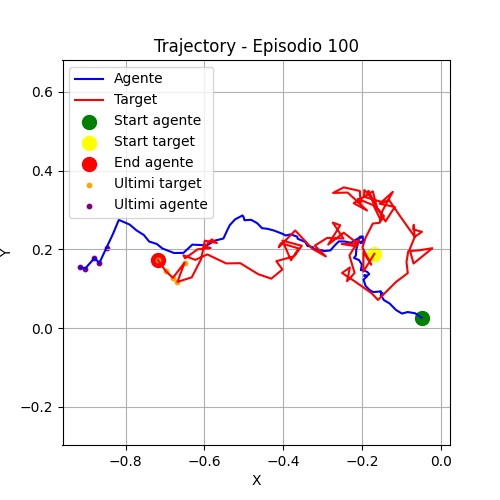 Trajectory - Episodio 100
Agente
Target
Start agente
Start target
End agente
Ultimi target
Ultimi agente
0.6
0.4
0.2
0.0
−0.2
Y
−0.8
−0.6
−0.4
−0.2
0.0
X